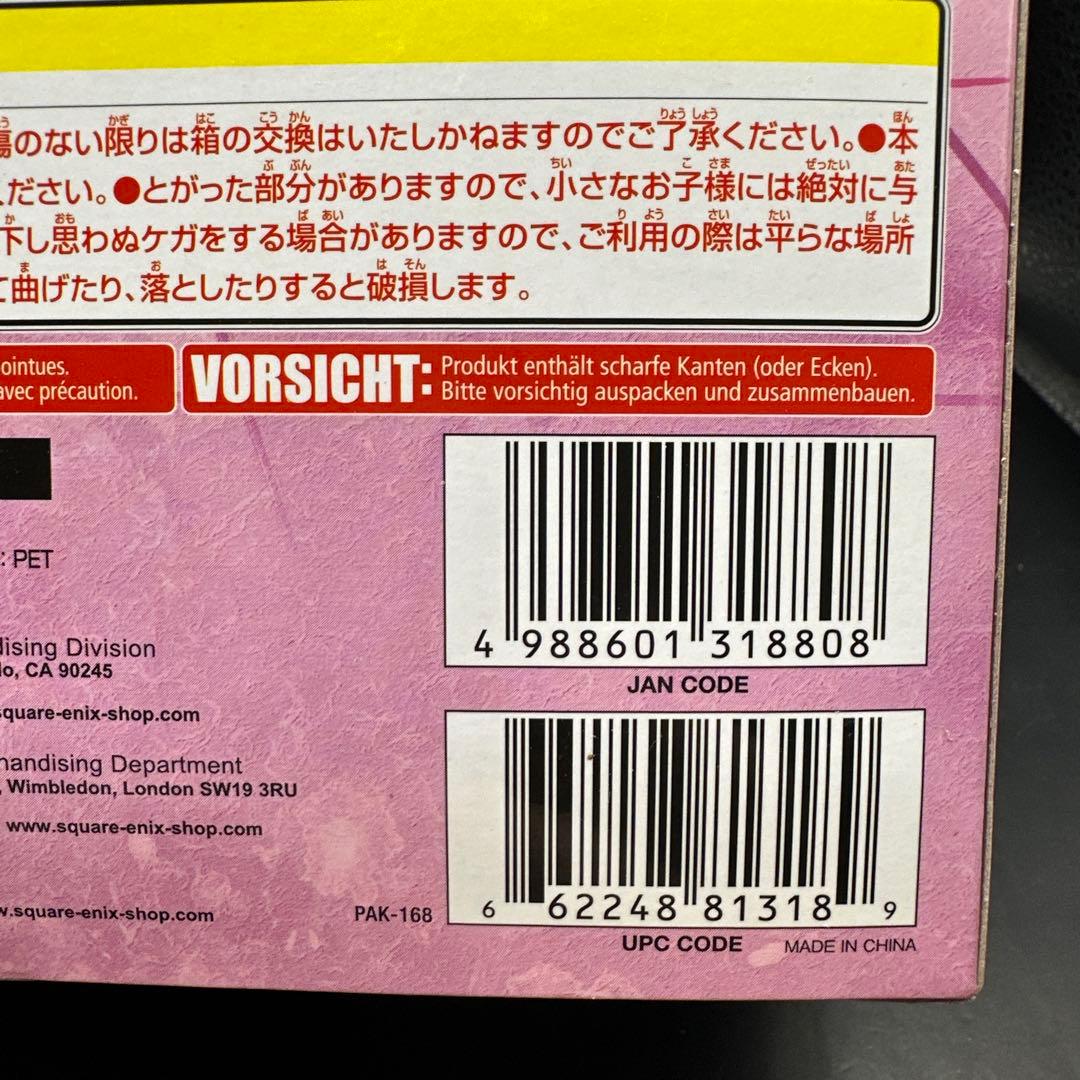 傷のない限りは箱の交換はいたしかねますのでご了承ください。●本
ください。●とがった部分がありますので、小さなお子様には絶対に与
下し思わぬケガをする場合がありますので、ご利用の際は平らな場所
て曲げたり、落としたりすると破損します。
ointues.
avec précaution.
VORSICHT: Produkt enthält scharfe Kanten (oder Ecken).
Bitte vorsichtig auspacken und zusammenbauen.
: PET
4 988601 318808
JAN CODE
dising Division
lo, CA 90245
square-enix-shop.com
handising Department
, Wimbledon, London SW19 3RU
www.square-enix-shop.com
w.square-enix-shop.com
PAK-168
6 62248 81318 9
UPC CODE
MADE IN CHINA